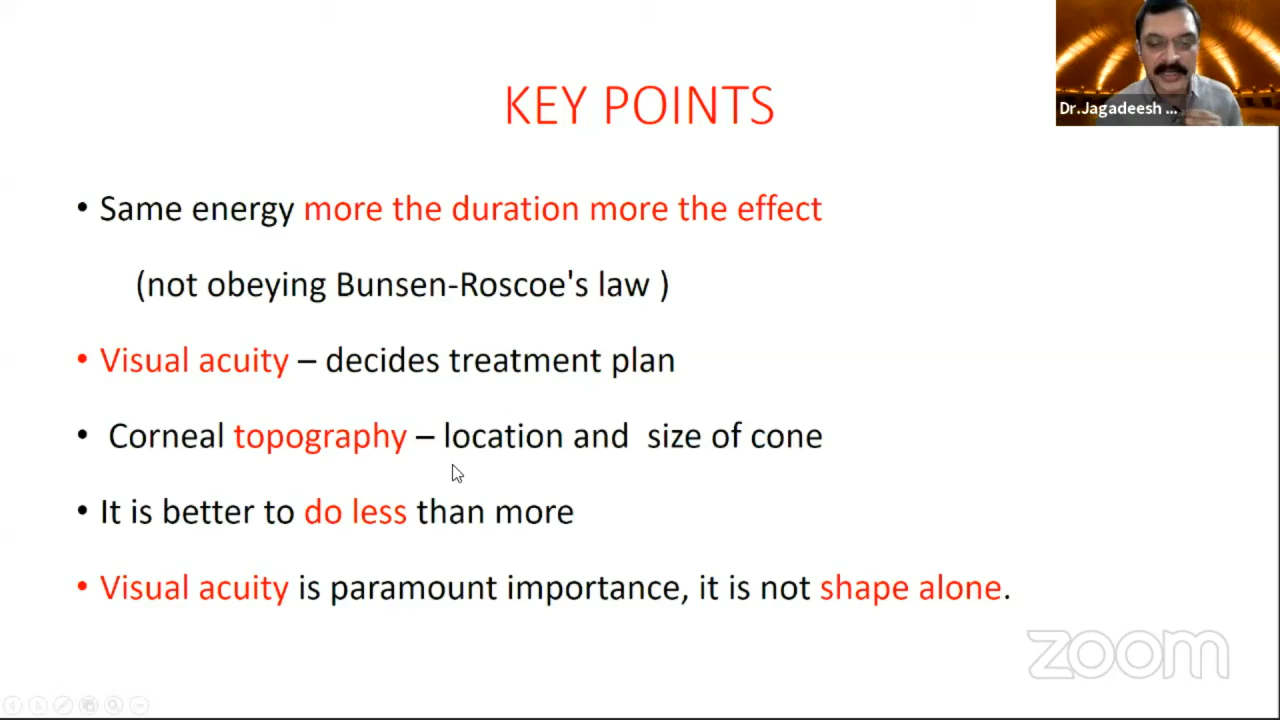 Dr.Jagadeesh ...
KEY POINTS
• Same energy more the duration more the effect
(not obeying Bunsen-Roscoe's law )
• Visual acuity – decides treatment plan
• Corneal topography – location and size of cone
• It is better to do less than more
• Visual acuity is paramount importance, it is not shape alone.
zoom